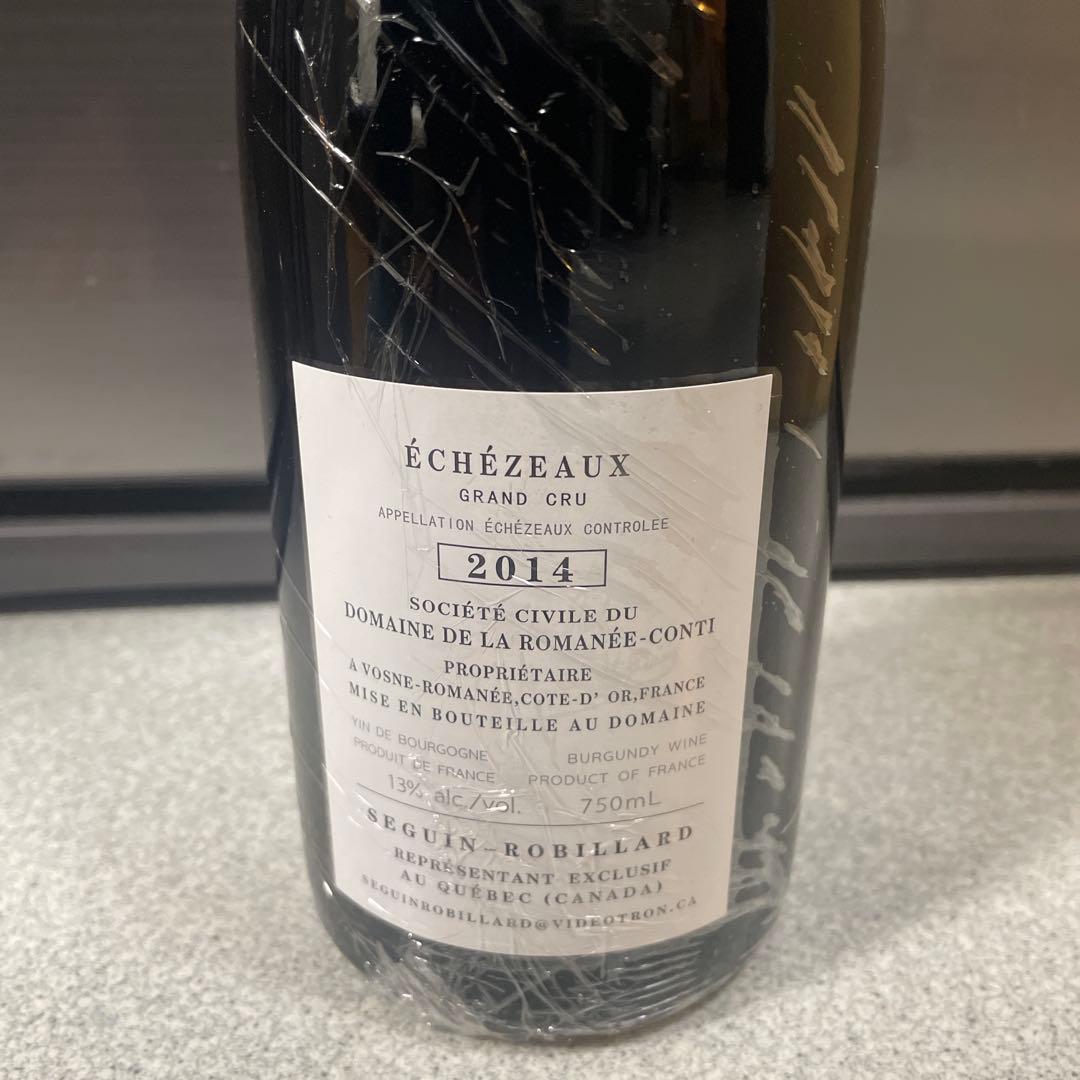 ÉCHÉZEAUX
GRAND CRU
APPELLATION ÉCHÉZEAUX CONTROLEE
2014
SOCIÉTÉ CIVILE DU
DOMAINE DE LA ROMANÉE-CONTI
PROPRIÉTAIRE
A VOSNE-ROMANÉE,COTE-D' OR,FRANCE
MISE EN BOUTEILLE AU DOMAINE
VIN DE BOURGOGNE BURGUNDY WINE
PRODUIT DE FRANCE PRODUCT OF FRANCE
13% alc./vol. 750mL
SEGUIN-ROBILLARD
REPRÉSENTANT EXCLUSIF
AU QUÉBEC (CANADA)
SEGUINROBILLARD@VIDEOTRON.CA